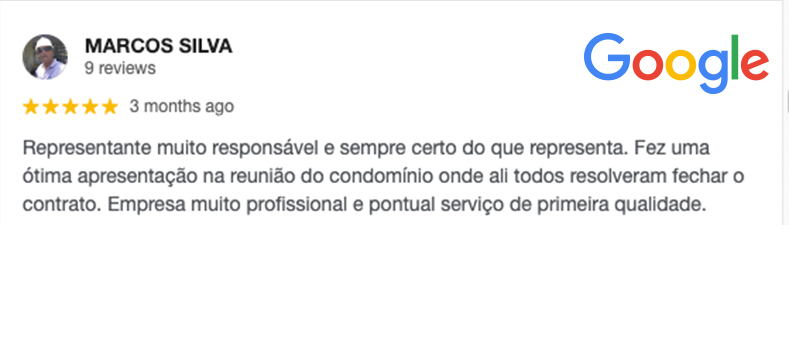 MARCOS SILVA
Google
9 reviews
3 months ago
Representante muito responsável e sempre certo do que representa. Fez uma
ótima apresentação na reunião do condomínio onde ali todos resolveram fechar o
contrato. Empresa muito profissional e pontual serviço de primeira qualidade.